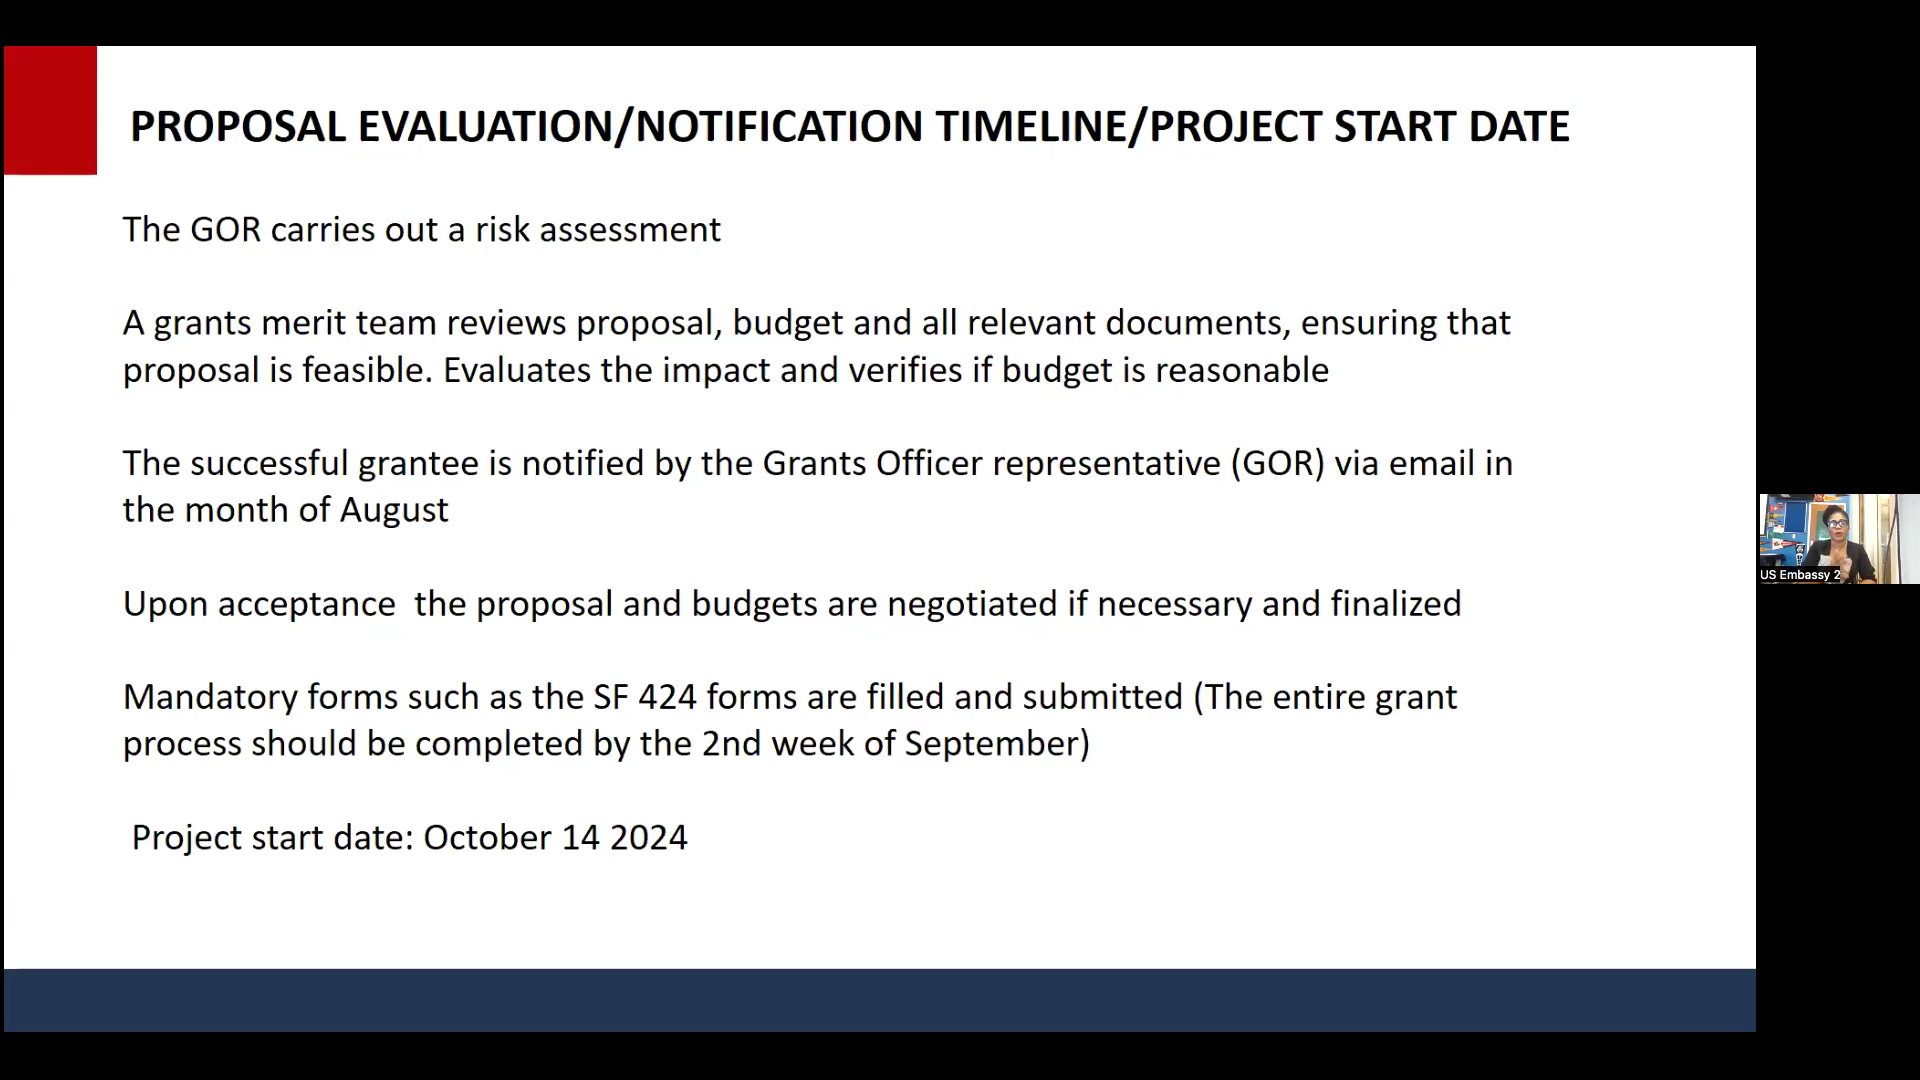 PROPOSAL EVALUATION/NOTIFICATION TIMELINE/PROJECT START DATE
The GOR carries out a risk assessment
A grants merit team reviews proposal, budget and all relevant documents, ensuring that
proposal is feasible. Evaluates the impact and verifies if budget is reasonable
The successful grantee is notified by the Grants Officer representative (GOR) via email in
the month of August
Upon acceptance  the proposal and budgets are negotiated if necessary and finalized
Mandatory forms such as the SF 424 forms are filled and submitted (The entire grant
process should be completed by the 2nd week of September)
Project start date: October 14 2024
US Embassy 2